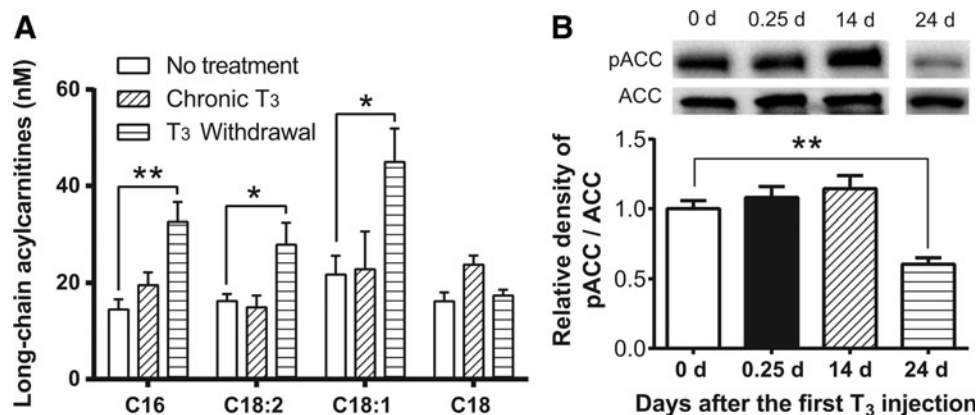 A
Long-chain acylcarnitines (nM)
60
40
20
0
No treatment
Chronic T3
T3 Withdrawal
**
*
*
C16 C18:2 C18:1 C18
B
0 d 0.25 d 14 d 24 d
pACC
ACC
Relative density of
pACC / ACC
1.5
1.0
0.5
0.0
**
0 d 0.25 d 14 d 24 d
Days after the first T3 injection